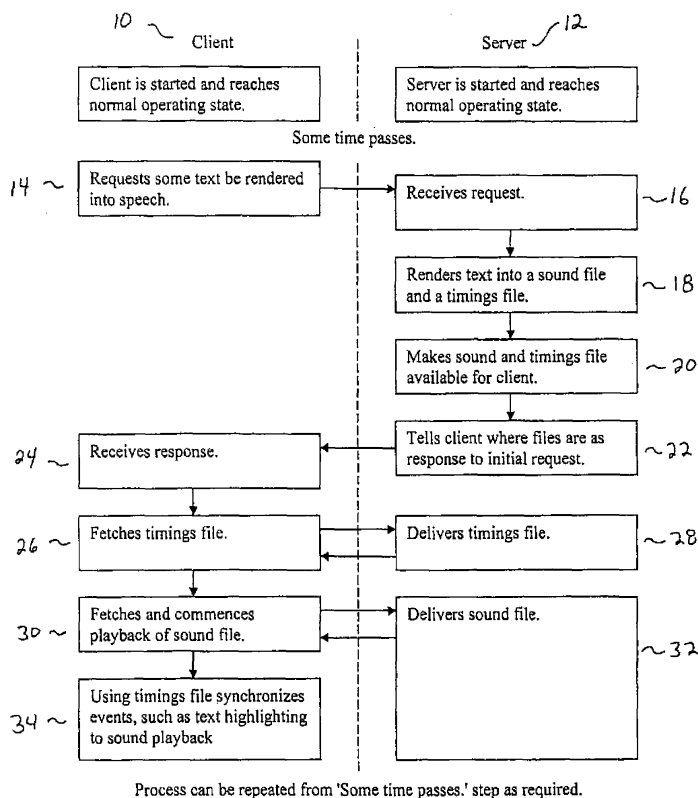 10
12
Client
Server
Client is started and reaches
normal operating state.
Server is started and reaches
normal operating state.
Some time passes.
14
Requests some text be rendered
into speech.
Receives request.
16
Renders text into a sound file
and a timings file.
18
Makes sound and timings file
available for client.
20
Tells client where files are as
response to initial request.
22
24
Receives response.
26
Fetches timings file.
Delivers timings file.
28
30
Fetches and commences
playback of sound file.
Delivers sound file.
32
34
Using timings file synchronizes
events, such as text highlighting
to sound playback
Process can be repeated from 'Some time passes.' step as required.